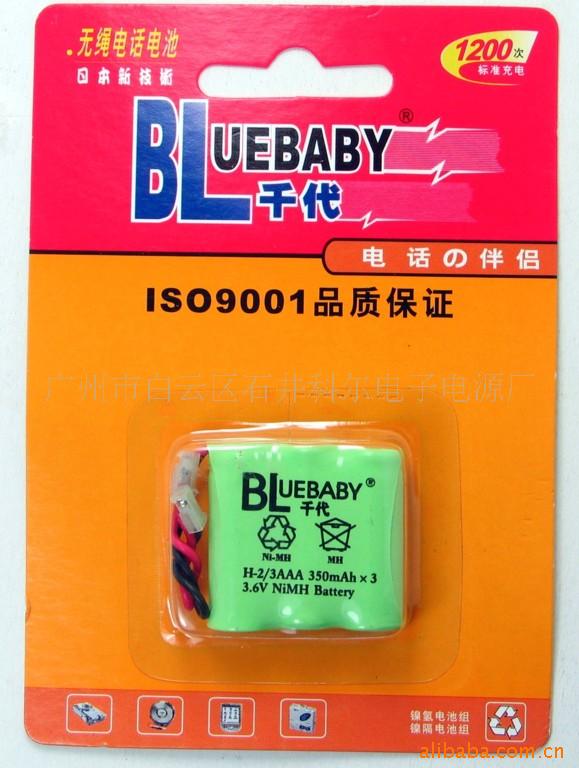 .无绳电话电池
日本新技術
1200次
标准充电
BLUEBABY®
千代
电话の伴侣
ISO9001品质保证
广州市白云区石井科尔电子电源厂
BLUEBABY®
千代
Ni-MH
MH
H-2/3AAA 350mAh × 3
3.6V NiMH Battery
镍氢电池组
镍隔电池组
alibaba.com.cn